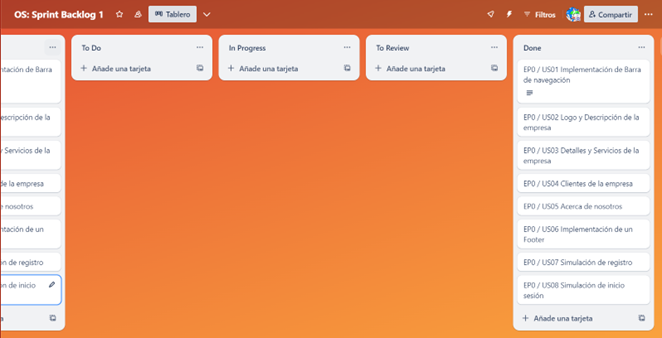 OS: Sprint Backlog 1
Tablero
Filtros
Compartir
ntación de Barra
escripción de la
y Servicios de la
de la empresa
e nosotros
ntación de un
ón de registro
ón de inicio
a
To Do
+ Añade una tarjeta
In Progress
+ Añade una tarjeta
To Review
+ Añade una tarjeta
Done
EP0 / US01 Implementación de Barra
de navegación
EP0 / US02 Logo y Descripción de la
empresa
EP0 / US03 Detalles y Servicios de la
empresa
EP0 / US04 Clientes de la empresa
EP0 / US05 Acerca de nosotros
EP0 / US06 Implementación de un
Footer
EP0 / US07 Simulación de registro
EP0 / US08 Simulación de inicio
sesión
+ Añade una tarjeta